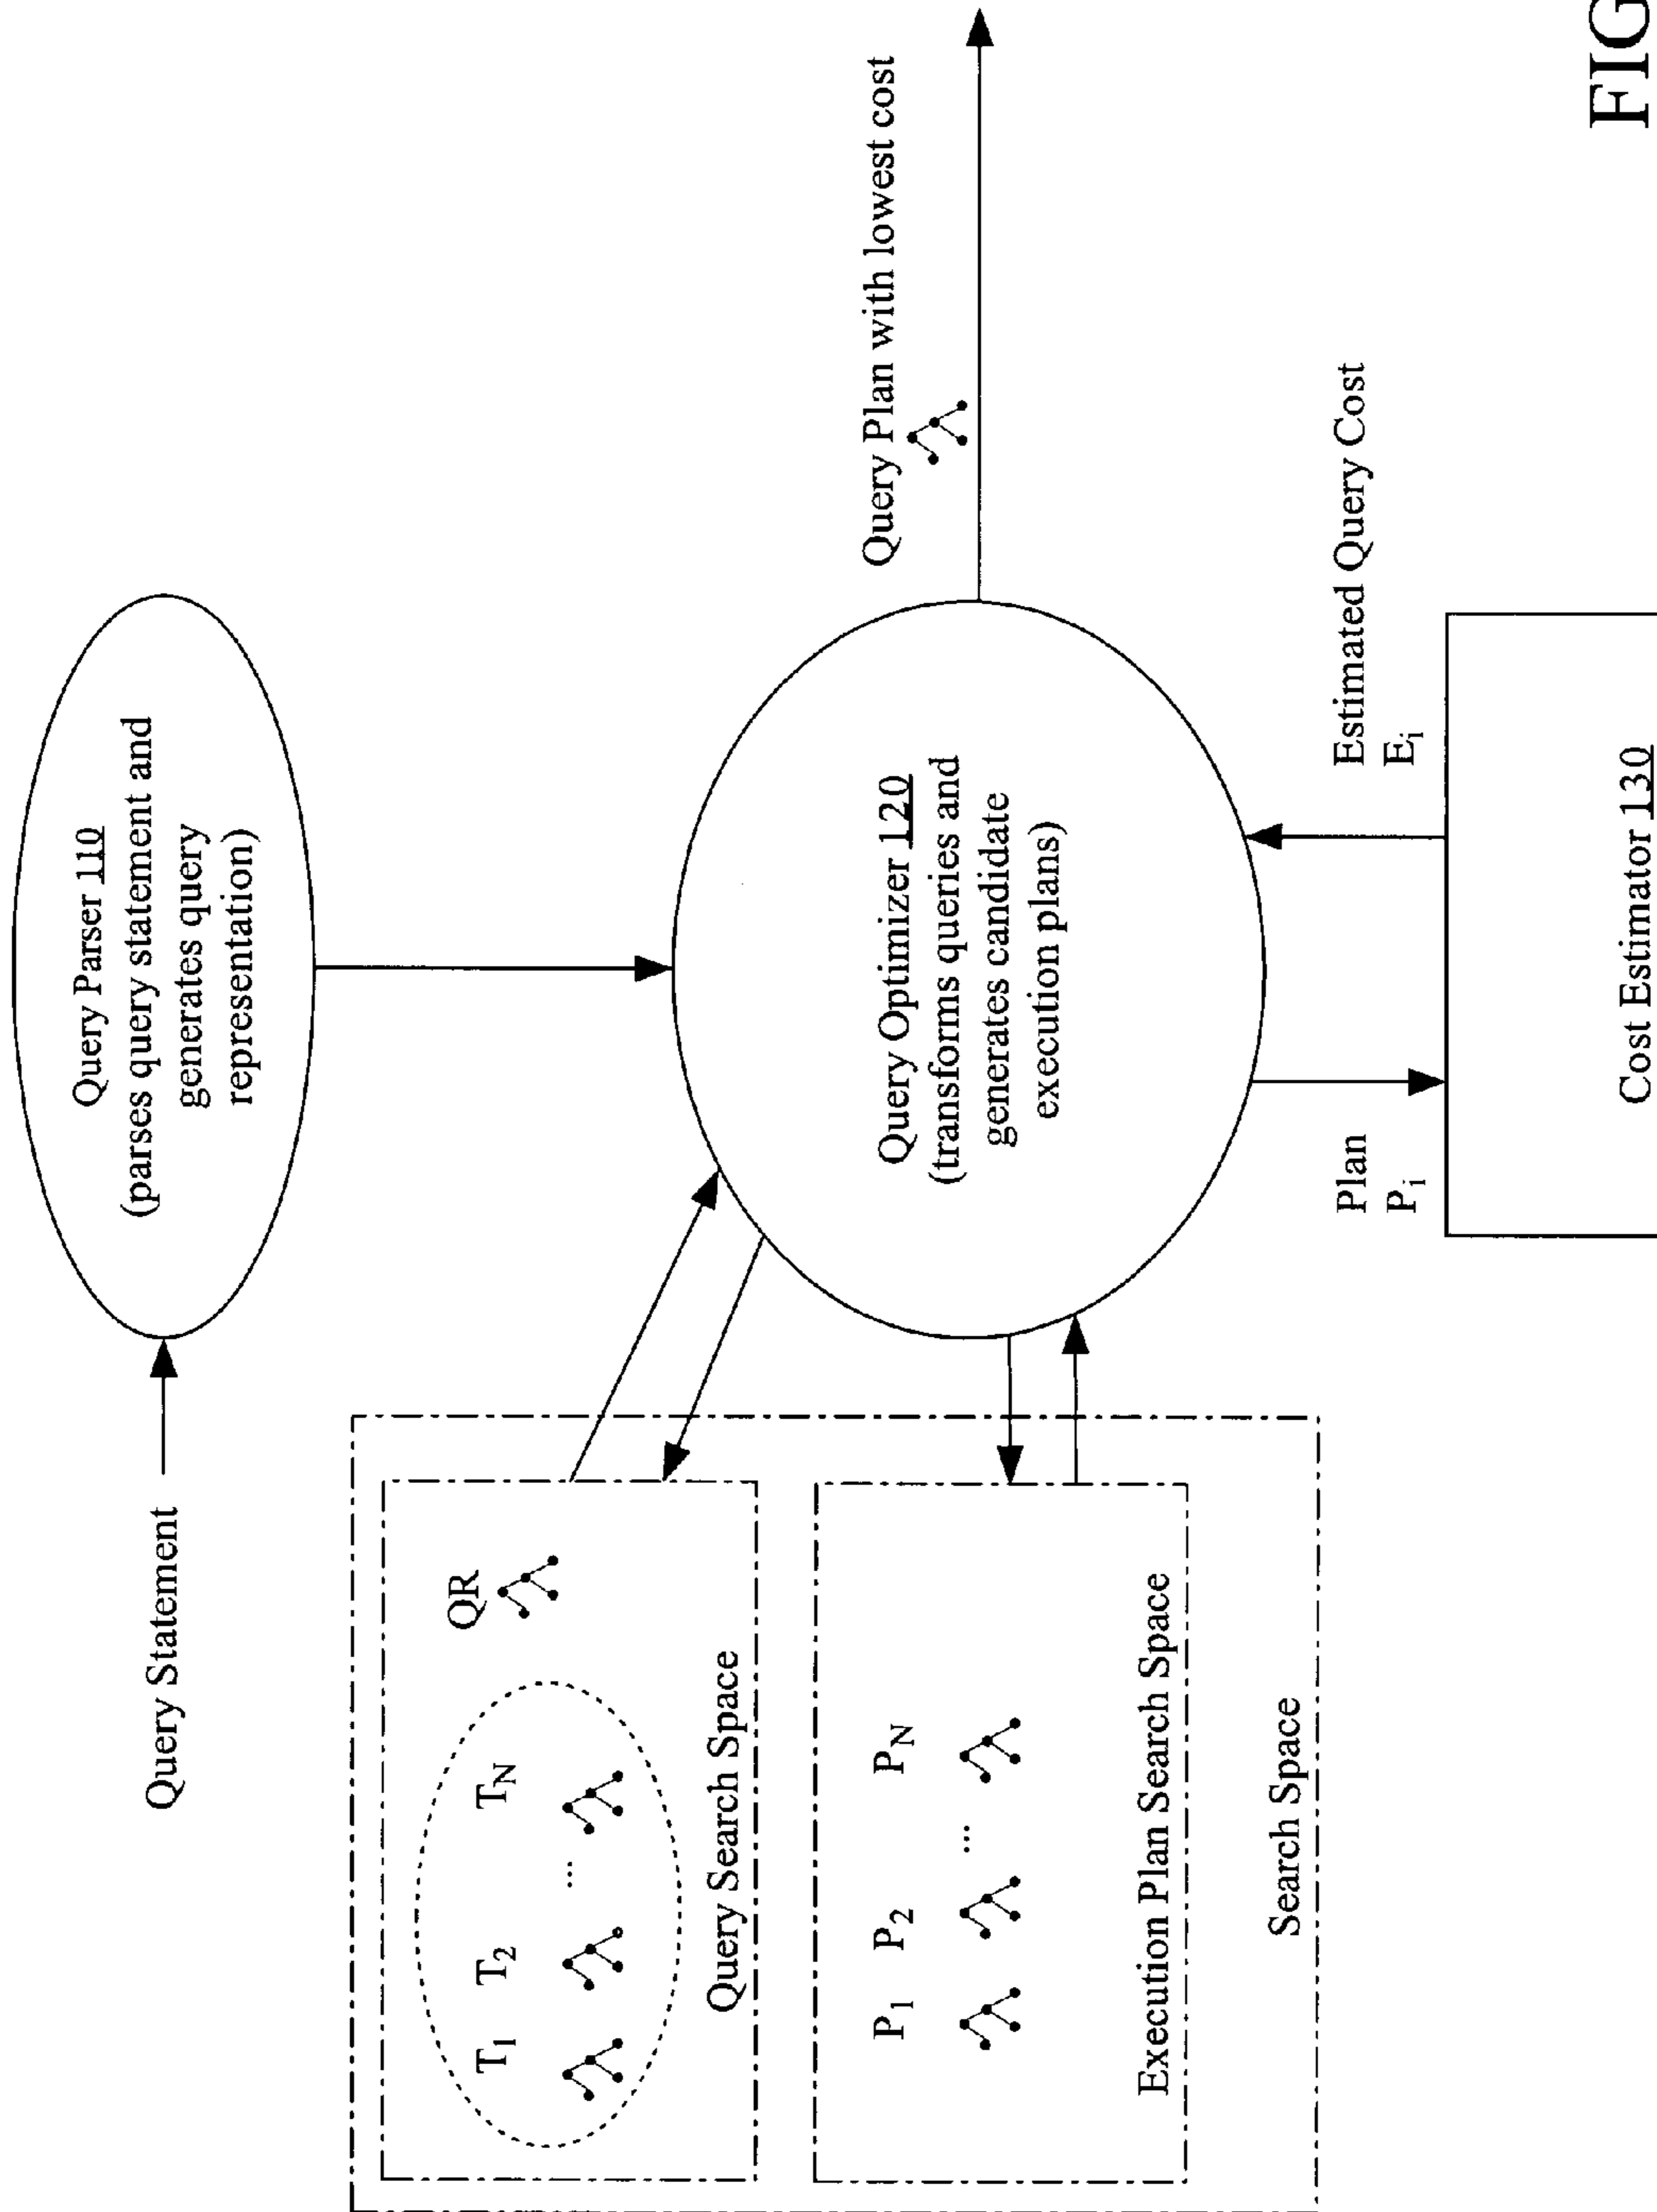 Query Statement
Query Parser 110
(parses query statement and
generates query
representation)
QR
T1 T2 ... TN
Query Search Space
P1 P2 ... PN
Execution Plan Search Space
Search Space
Query Optimizer 120
(transforms queries and
generates candidate
execution plans)
Query Plan with lowest cost
Plan
Pi
Estimated Query Cost
Ei
Cost Estimator 130
FIG